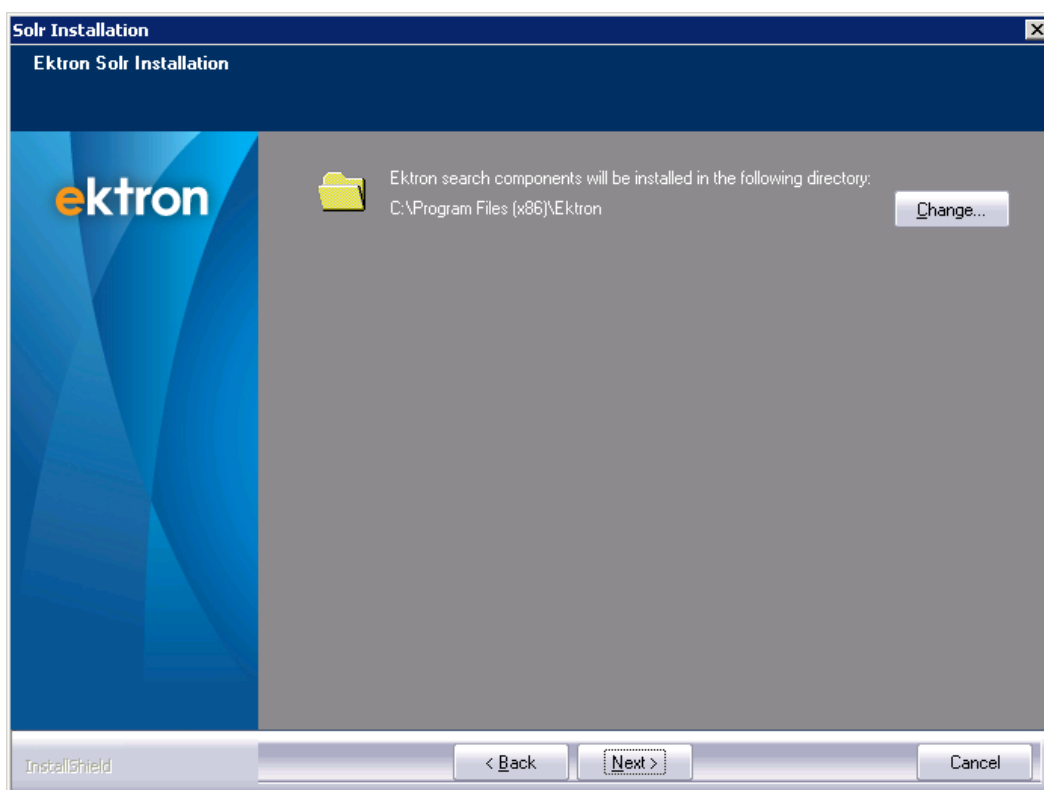 Solr Installation
Ektron Solr Installation
ektron
Ektron search components will be installed in the following directory:
C:\Program Files (x86)\Ektron
Change...
InstallShield
< Back
Next >
Cancel